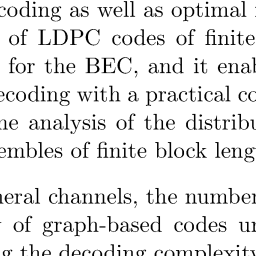 coding as well as optimal
of LDPC codes of finite
for the BEC, and it enab
ecoding with a practical co
he analysis of the distribu
embles of finite block leng
neral channels, the number
of graph-based codes un
g the decoding complexity